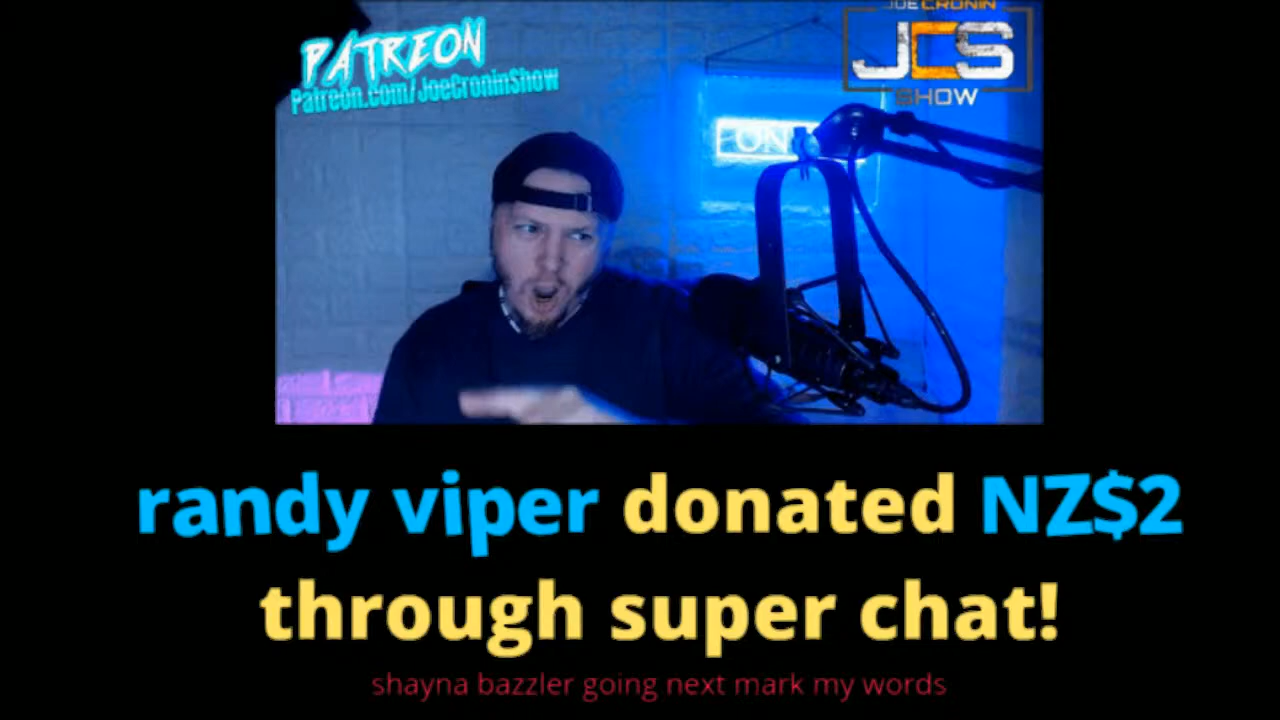 JOE CRONIN
PATREON
JCS
Patreon.com/JoeCroninShow
SHOW
ON
randy viper donated NZ$2
through super chat!
shayna bazzler going next mark my words